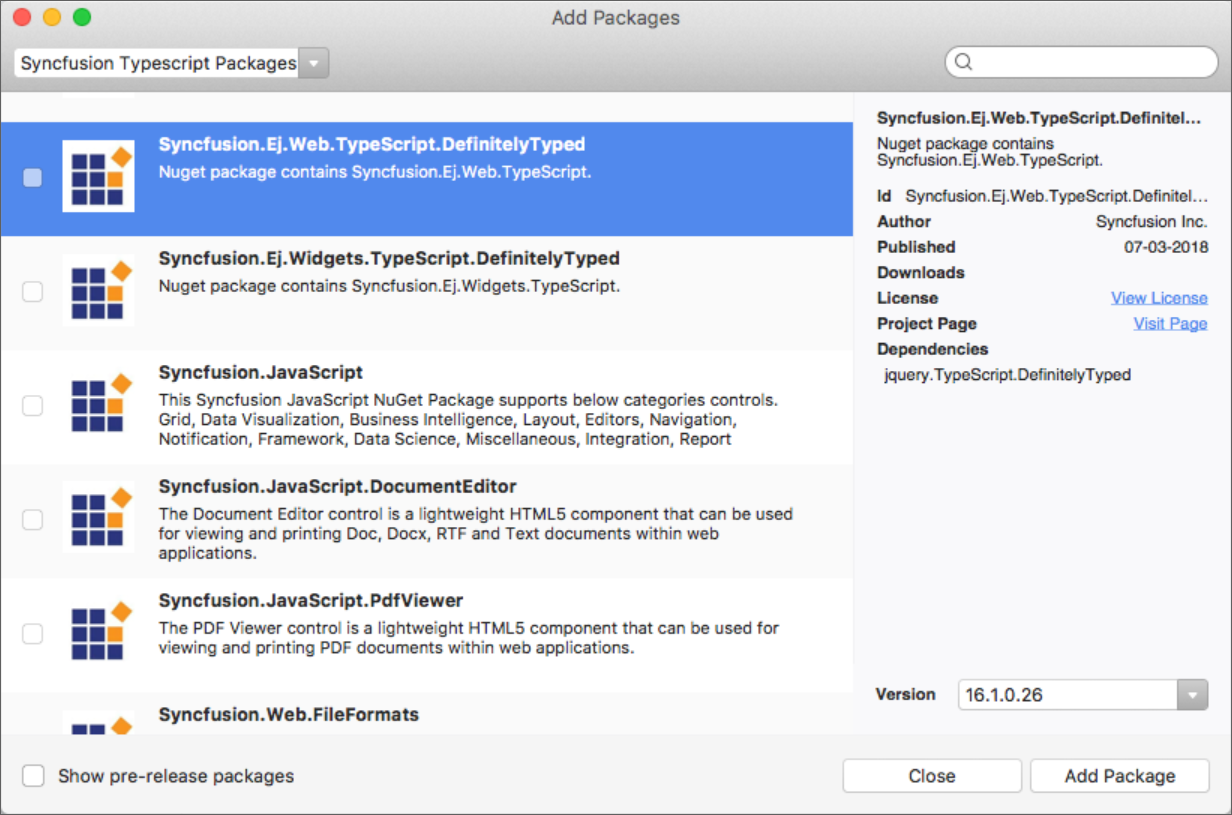 Add Packages
Syncfusion Typescript Packages
Syncfusion.Ej.Web.TypeScript.DefinitelyTyped
Nuget package contains Syncfusion.Ej.Web.TypeScript.
Syncfusion.Ej.Widgets.TypeScript.DefinitelyTyped
Nuget package contains Syncfusion.Ej.Widgets.TypeScript.
Syncfusion.JavaScript
This Syncfusion JavaScript NuGet Package supports below categories controls.
Grid, Data Visualization, Business Intelligence, Layout, Editors, Navigation,
Notification, Framework, Data Science, Miscellaneous, Integration, Report
Syncfusion.JavaScript.DocumentEditor
The Document Editor control is a lightweight HTML5 component that can be used
for viewing and printing Doc, Docx, RTF and Text documents within web
applications.
Syncfusion.JavaScript.PdfViewer
The PDF Viewer control is a lightweight HTML5 component that can be used for
viewing and printing PDF documents within web applications.
Syncfusion.Web.FileFormats
Syncfusion.Ej.Web.TypeScript.Definitel...
Nuget package contains
Syncfusion.Ej.Web.TypeScript.
Id Syncfusion.Ej.Web.TypeScript.Definitel...
Author Syncfusion Inc.
Published 07-03-2018
Downloads
License View License
Project Page Visit Page
Dependencies
jquery.TypeScript.DefinitelyTyped
Version 16.1.0.26
Show pre-release packages
Close Add Package